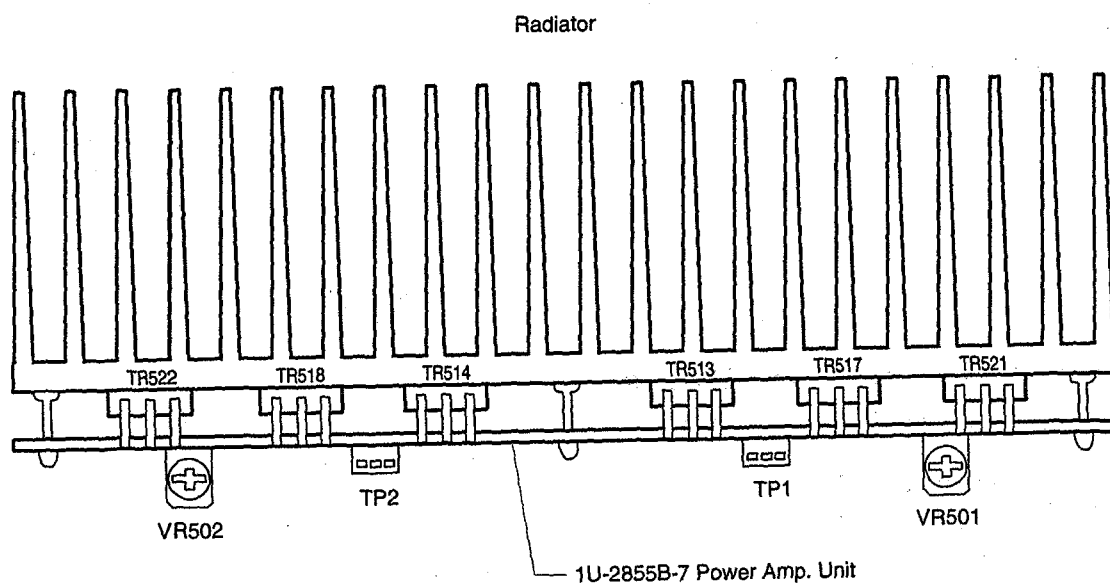 Radiator
TR522
TR518
TR514
TR513
TR517
TR521
VR502
TP2
TP1
VR501
1U-2855B-7 Power Amp. Unit